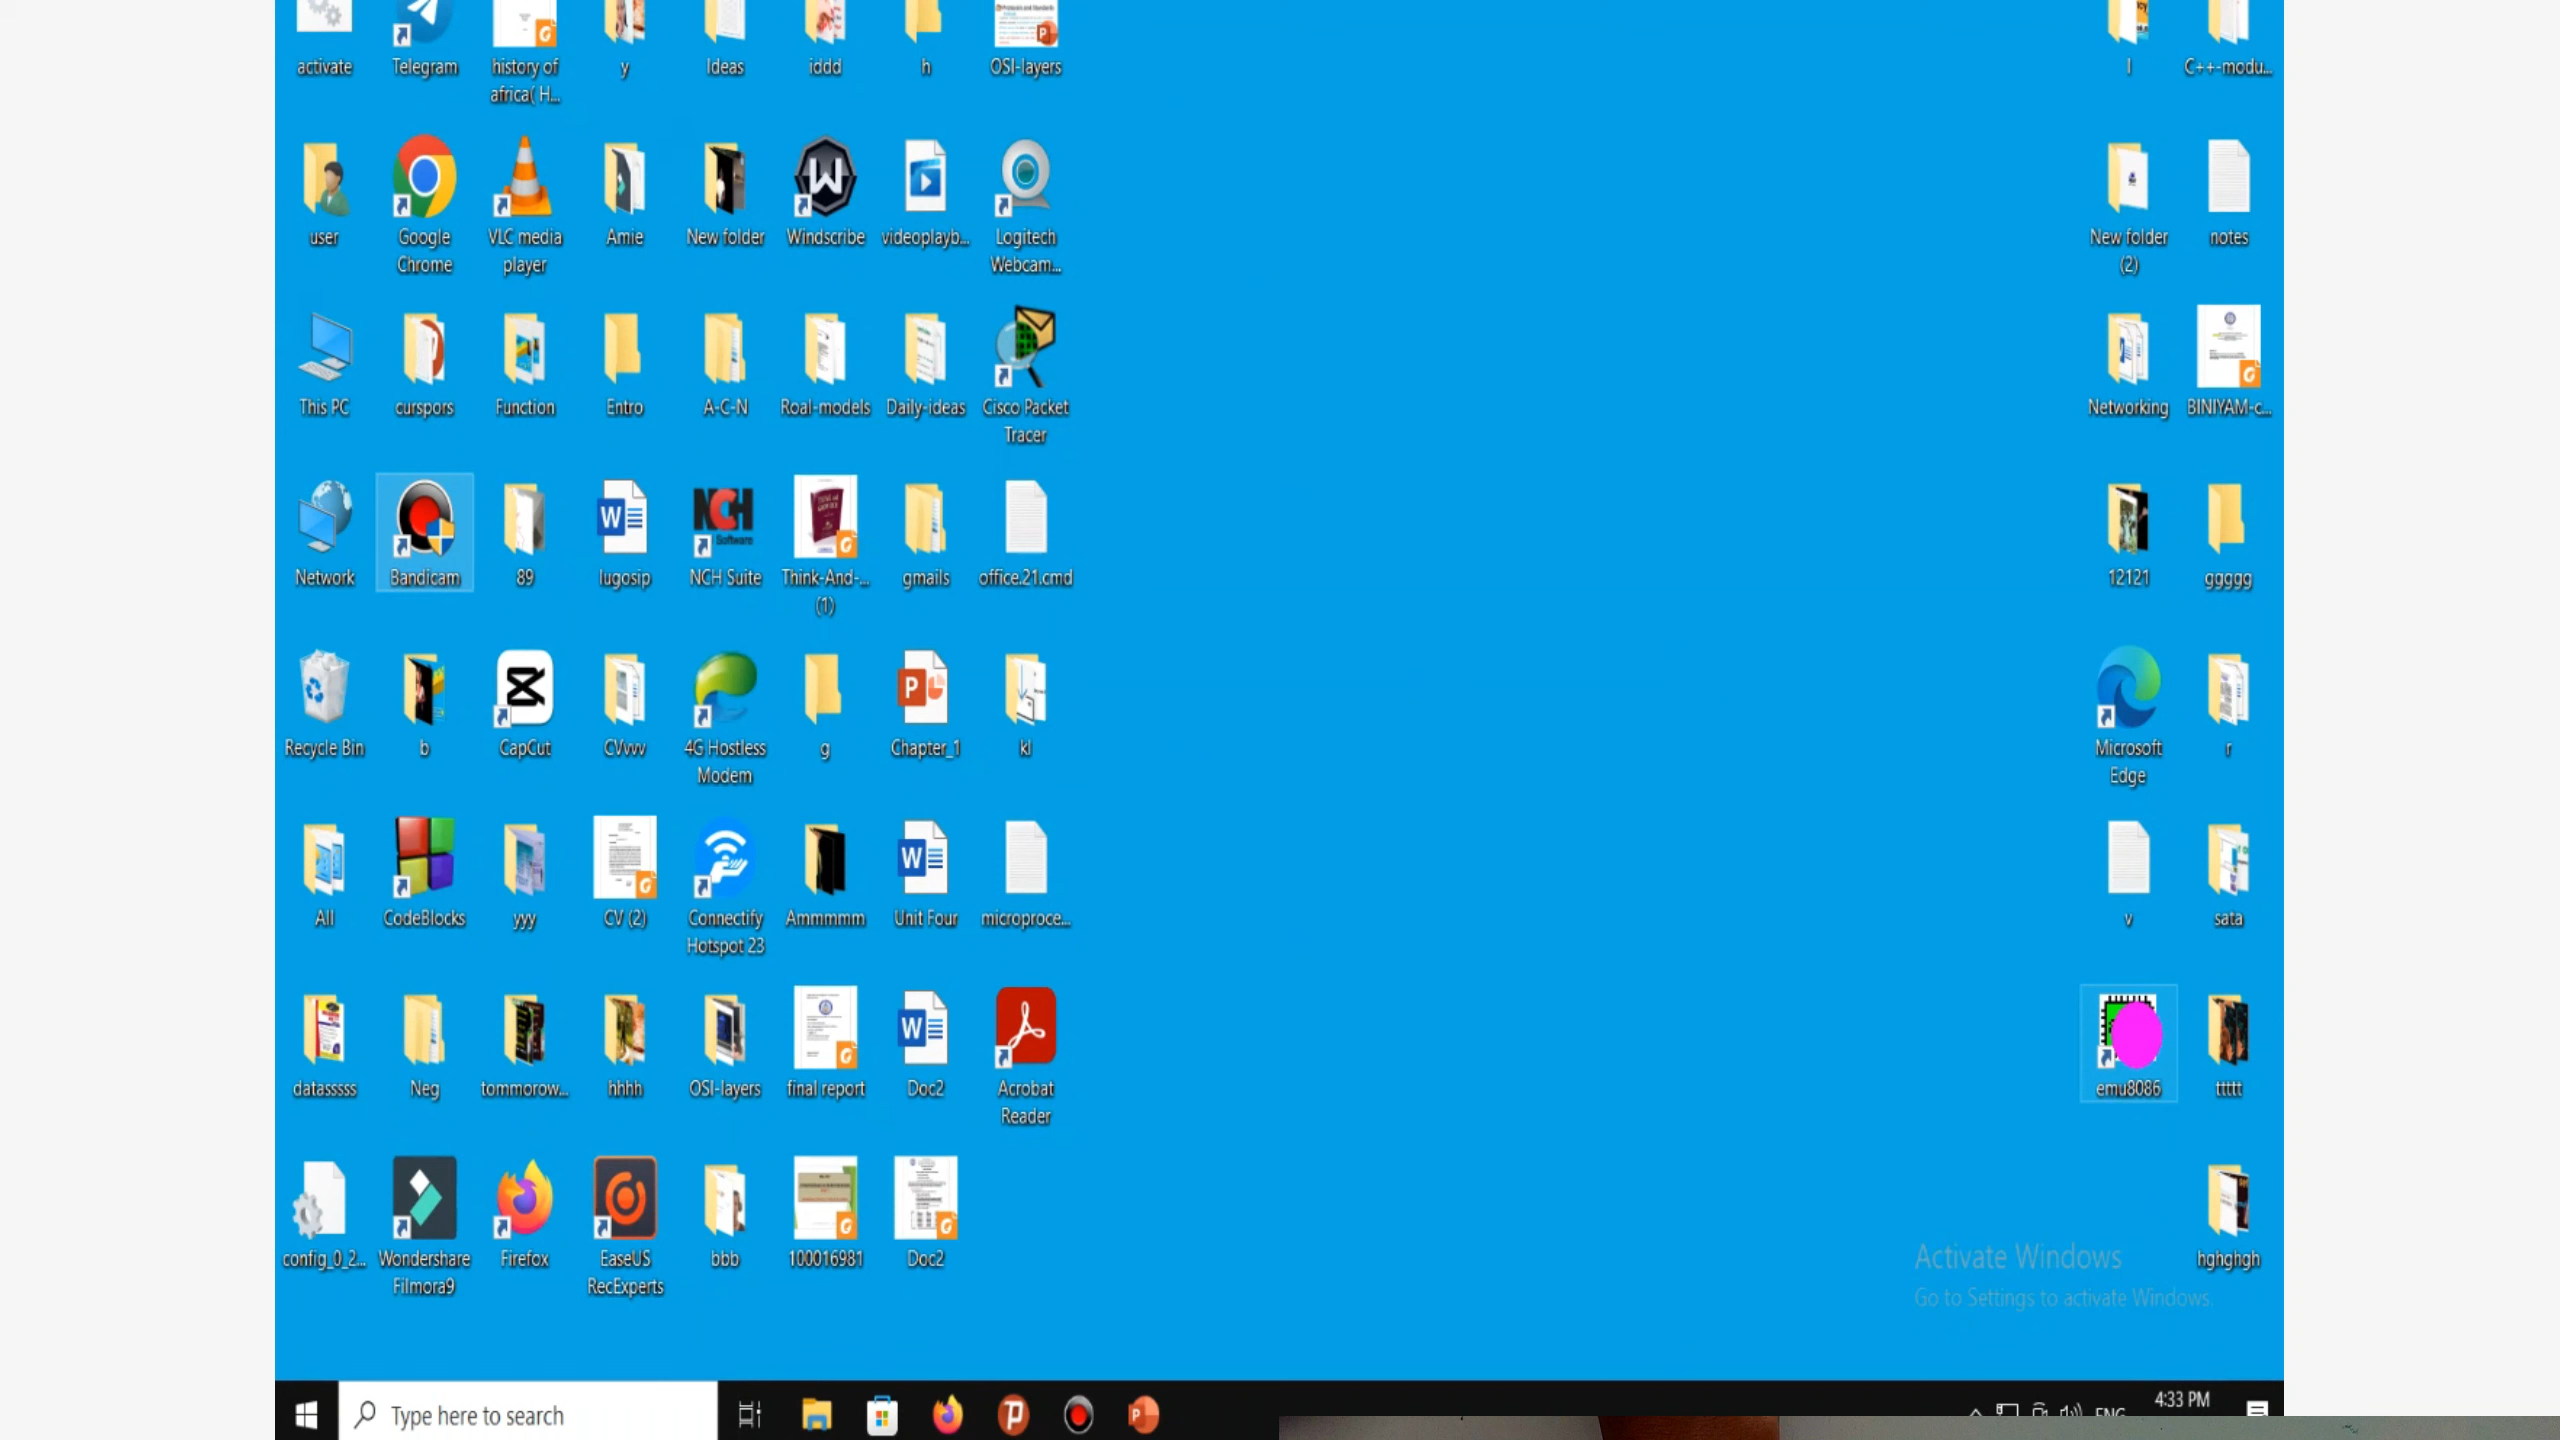 activate
Telegram
history of
africa( H...
y
Ideas
iddd
h
OSI-layers
l
C++-modu...
user
Google
Chrome
VLC media
player
Amie
New folder
Windscribe
videoplayb...
Logitech
Webcam...
New folder
(2)
notes
This PC
curspors
Function
Entro
A-C-N
Roal-models
Daily-ideas
Cisco Packet
Tracer
Networking
BINIYAM-c...
Network
Bandicam
89
lugosip
NCH
Software
NCH Suite
Think-And-...
(1)
gmails
office.21.cmd
12121
ggggg
Recycle Bin
b
CapCut
CVvvv
4G Hostless
Modem
g
Chapter_1
kl
Microsoft
Edge
r
All
CodeBlocks
yyy
CV (2)
Connectify
Hotspot 23
Ammmmm
Unit Four
microproce...
v
sata
datasssss
Neg
tommorow...
hhhh
OSI-layers
final report
Doc2
Acrobat
Reader
emu8086
ttttt
config_0_2...
Wondershare
Filmora9
Firefox
EaseUS
RecExperts
bbb
100016981
Doc2
hghghgh
Activate Windows
Go to Settings to activate Windows.
Type here to search
ENG
4:33 PM